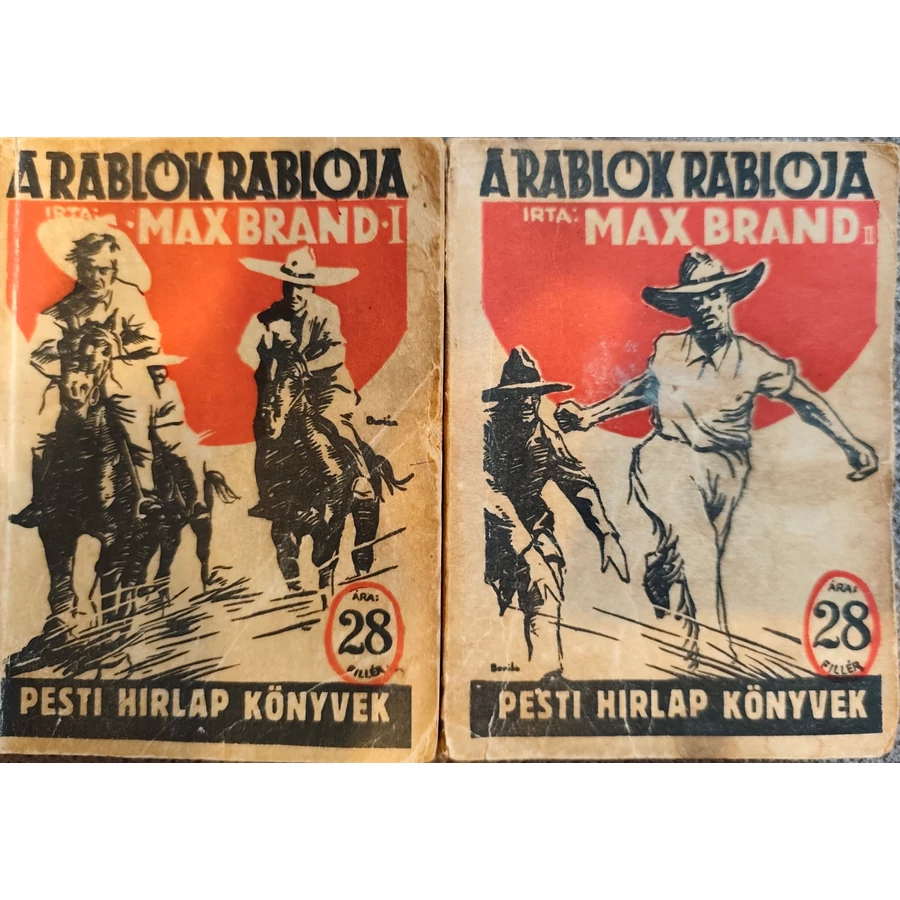 A RABLÓK RABLÓJA
IRTA: MAX BRAND · I
ÁRA:
28
FILLÉR
PESTI HIRLAP KÖNYVEK
A RABLÓK RABLÓJA
IRTA: MAX BRAND II
Burila
ÁRA:
28
FILLÉR
PESTI HIRLAP KÖNYVEK